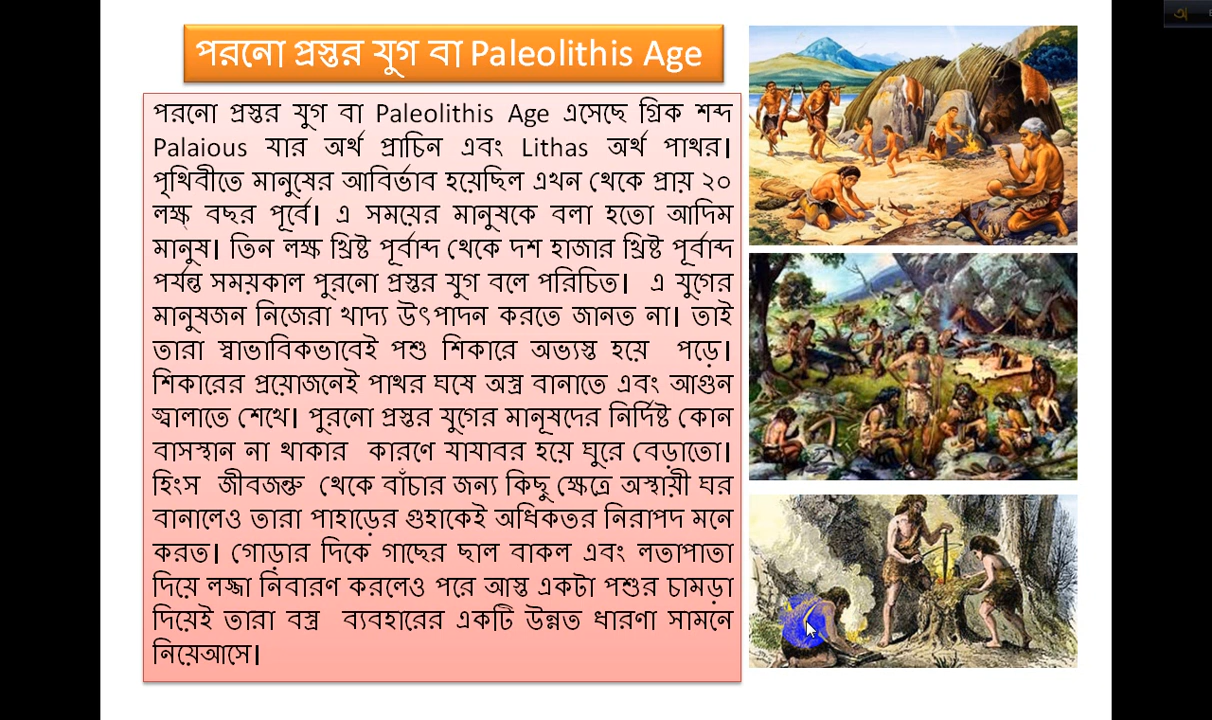 পরনো প্রস্তর যুগ বা Paleolithis Age
পরনো প্রস্তর যুগ বা Paleolithis Age এসেছে গ্রিক শব্দ
Palaious যার অর্থ প্রাচিন এবং Lithas অর্থ পাথর।
পৃথিবীতে মানুষের আবির্ভাব হয়েছিল এখন থেকে প্রায় ২০
লক্ষ্ বছর পূর্বে। এ সময়ের মানুষকে বলা হতো আদিম
মানুষ। তিন লক্ষ খ্রিষ্ট পূর্বাব্দ থেকে দশ হাজার খ্রিষ্ট পূর্বাব্দ
পর্যন্ত সময়কাল পুরনো প্রস্তর যুগ বলে পরিচিত। এ যুগের
মানুষজন নিজেরা খাদ্য উৎপাদন করতে জানত না। তাই
তারা স্বাভাবিকভাবেই পশু শিকারে অভ্যস্ত হয়ে পড়ে।
শিকারের প্রয়োজনেই পাথর ঘষে অস্ত্র বানাতে এবং আগুন
জ্বালাতে শেখে। পুরনো প্রস্তর যুগের মানূষদের নির্দিষ্ট কোন
বাসস্থান না থাকার কারণে যাযাবর হয়ে ঘুরে বেড়াতো।
হিংস জীবজন্তু থেকে বাঁচার জন্য কিছু ক্ষেত্রে অস্থায়ী ঘর
বানালেও তারা পাহাড়ের গুহাকেই অধিকতর নিরাপদ মনে
করত। গোড়ার দিকে গাছের ছাল বাকল এবং লতাপাতা
দিয়ে লজ্জা নিবারণ করলেও পরে আস্ত একটা পশুর চামড়া
দিয়েই তারা বস্ত্র ব্যবহারের একটি উন্নত ধারণা সামনে
নিয়েআসে।
অ